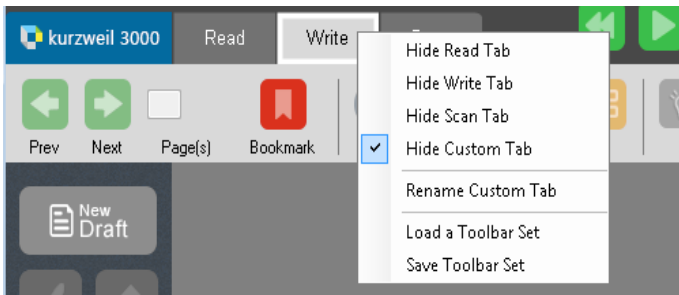 kurzweil 3000
Read
Write
Hide Read Tab
Hide Write Tab
Hide Scan Tab
Hide Custom Tab
Rename Custom Tab
Load a Toolbar Set
Save Toolbar Set
Prev
Next
Page(s)
Bookmark
New
Draft